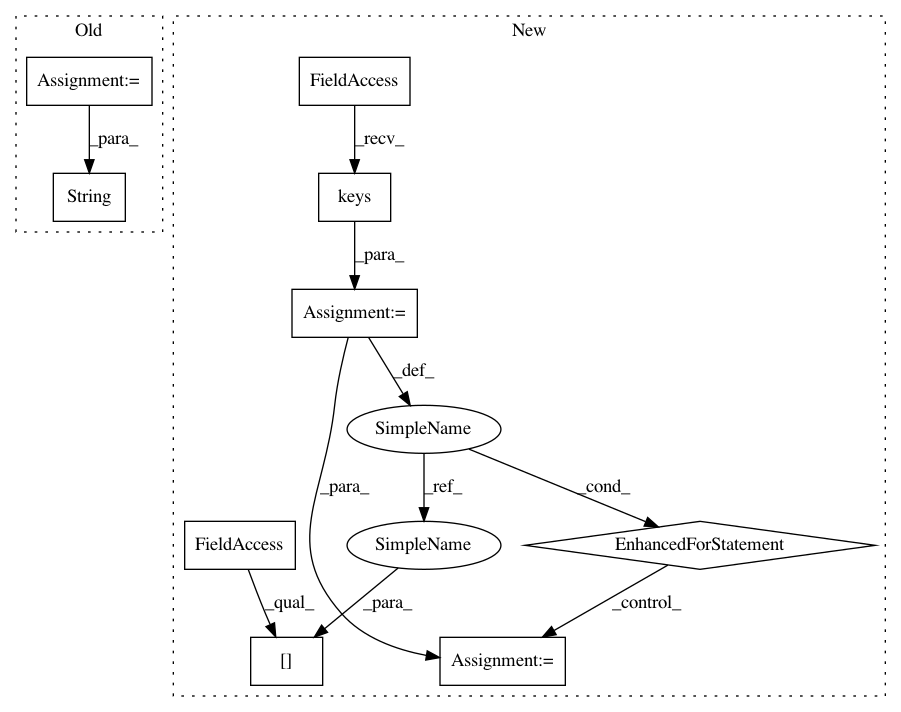 Old
New
Assignment:=
FieldAccess
_para_
_recv_
String
keys
_para_
Assignment:=
_def_
SimpleName
_para_
_ref_
_cond_
FieldAccess
SimpleName
EnhancedForStatement
_qual_
_para_
_control_
[]
Assignment:=